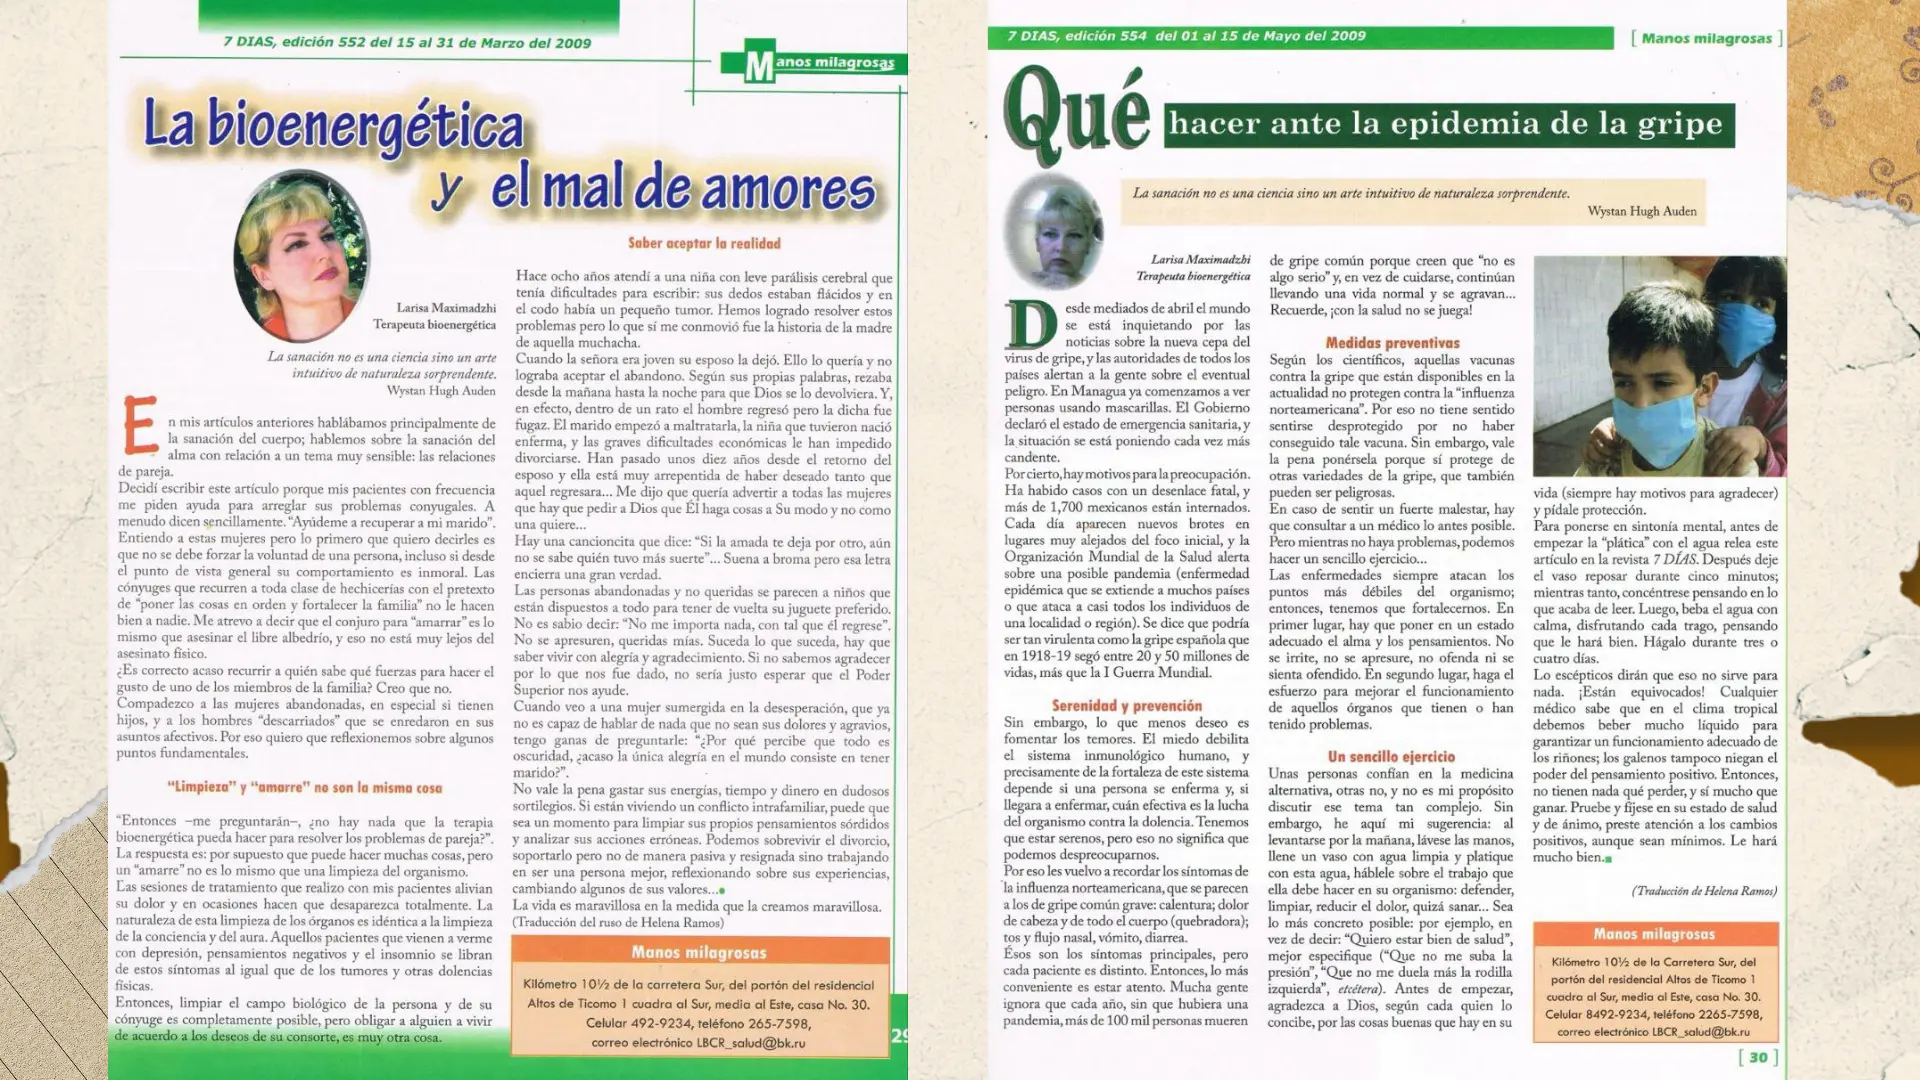 7 DIAS, edición 552 del 15 al 31 de Marzo del 2009
Manos milagrosas
La bioenergética
y el mal de amores
Larisa Maximadzhi
Terapeuta bioenergética
La sanación no es una ciencia sino un arte
intuitivo de naturaleza sorprendente.
Wystan Hugh Auden
En mis artículos anteriores hablábamos principalmente de
la sanación del cuerpo; hablemos sobre la sanación del
alma con relación a un tema muy sensible: las relaciones
de pareja.
Decidí escribir este artículo porque mis pacientes con frecuencia
me piden ayuda para arreglar sus problemas conyugales. A
menudo dicen sencillamente. “Ayúdeme a recuperar a mi marido”.
Entiendo a estas mujeres pero lo primero que quiero decirles es
que no se debe forzar la voluntad de una persona, incluso si desde
el punto de vista general su comportamiento es inmoral. Las
cónyuges que recurren a toda clase de hechicerías con el pretexto
de “poner las cosas en orden y fortalecer la familia” no le hacen
bien a nadie. Me atrevo a decir que el conjuro para “amarrar” es lo
mismo que asesinar el libre albedrío, y eso no está muy lejos del
asesinato físico.
¿Es correcto acaso recurrir a quién sabe qué fuerzas para hacer el
gusto de uno de los miembros de la familia? Creo que no.
Compadezco a las mujeres abandonadas, en especial si tienen
hijos, y a los hombres “descarriados” que se enredaron en sus
asuntos afectivos. Por eso quiero que reflexionemos sobre algunos
puntos fundamentales.
“Limpieza” y “amarre” no son la misma cosa
“Entonces –me preguntarán–, ¿no hay nada que la terapia
bioenergética pueda hacer para resolver los problemas de pareja?”.
La respuesta es: por supuesto que puede hacer muchas cosas, pero
un “amarre” no es lo mismo que una limpieza del organismo.
Las sesiones de tratamiento que realizo con mis pacientes alivian
su dolor y en ocasiones hacen que desaparezca totalmente. La
naturaleza de esta limpieza de los órganos es idéntica a la limpieza
de la conciencia y del aura. Aquellos pacientes que vienen a verme
con depresión, pensamientos negativos y el insomnio se libran
de estos síntomas al igual que de los tumores y otras dolencias
físicas.
Entonces, limpiar el campo biológico de la persona y de su
cónyuge es completamente posible, pero obligar a alguien a vivir
de acuerdo a los deseos de su consorte, es muy otra cosa.
Saber aceptar la realidad
Hace ocho años atendí a una niña con leve parálisis cerebral que
tenía dificultades para escribir: sus dedos estaban flácidos y en
el codo había un pequeño tumor. Hemos logrado resolver estos
problemas pero lo que sí me conmovió fue la historia de la madre
de aquella muchacha.
Cuando la señora era joven su esposo la dejó. Ello lo quería y no
lograba aceptar el abandono. Según sus propias palabras, rezaba
desde la mañana hasta la noche para que Dios se lo devolviera. Y,
en efecto, dentro de un rato el hombre regresó pero la dicha fue
fugaz. El marido empezó a maltratarla, la niña que tuvieron nació
enferma, y las graves dificultades económicas le han impedido
divorciarse. Han pasado unos diez años desde el retorno del
esposo y ella está muy arrepentida de haber deseado tanto que
aquel regresara... Me dijo que quería advertir a todas las mujeres
que hay que pedir a Dios que Él haga cosas a Su modo y no como
una quiere...
Hay una cancioncita que dice: “Si la amada te deja por otro, aún
no se sabe quién tuvo más suerte”... Suena a broma pero esa letra
encierra una gran verdad.
Las personas abandonadas y no queridas se parecen a niños que
están dispuestos a todo para tener de vuelta su juguete preferido.
No es sabio decir: “No me importa nada, con tal que él regrese”.
No se apresuren, queridas mías. Suceda lo que suceda, hay que
saber vivir con alegría y agradecimiento. Si no sabemos agradecer
por lo que nos fue dado, no sería justo esperar que el Poder
Superior nos ayude.
Cuando veo a una mujer sumergida en la desesperación, que ya
no es capaz de hablar de nada que no sean sus dolores y agravios,
tengo ganas de preguntarle: “¿Por qué percibe que todo es
oscuridad, ¿acaso la única alegría en el mundo consiste en tener
marido?”.
No vale la pena gastar sus energías, tiempo y dinero en dudosos
sortilegios. Si están viviendo un conflicto intrafamiliar, puede que
sea un momento para limpiar sus propios pensamientos sórdidos
y analizar sus acciones erróneas. Podemos sobrevivir el divorcio,
soportarlo pero no de manera pasiva y resignada sino trabajando
en ser una persona mejor, reflexionando sobre sus experiencias,
cambiando algunos de sus valores...
La vida es maravillosa en la medida que la creamos maravillosa.
(Traducción del ruso de Helena Ramos)
Manos milagrosas
Kilómetro 10½ de la carretera Sur, del portón del residencial
Altos de Ticomo 1 cuadra al Sur, media al Este, casa No. 30.
Celular 492-9234, teléfono 265-7598,
correo electrónico LBCR_salud@bk.ru
29
7 DIAS, edición 554 del 01 al 15 de Mayo del 2009
[ Manos milagrosas ]
Qué hacer ante la epidemia de la gripe
La sanación no es una ciencia sino un arte intuitivo de naturaleza sorprendente.
Wystan Hugh Auden
Larisa Maximadzhi
Terapeuta bioenergética
Desde mediados de abril el mundo
se está inquietando por las
noticias sobre la nueva cepa del
virus de gripe, y las autoridades de todos los
países alertan a la gente sobre el eventual
peligro. En Managua ya comenzamos a ver
personas usando mascarillas. El Gobierno
declaró el estado de emergencia sanitaria, y
la situación se está poniendo cada vez más
candente.
Por cierto, hay motivos para la preocupación.
Ha habido casos con un desenlace fatal, y
más de 1,700 mexicanos están internados.
Cada día aparecen nuevos brotes en
lugares muy alejados del foco inicial, y la
Organización Mundial de la Salud alerta
sobre una posible pandemia (enfermedad
epidémica que se extiende a muchos países
o que ataca a casi todos los individuos de
una localidad o región). Se dice que podría
ser tan virulenta como la gripe española que
en 1918-19 segó entre 20 y 50 millones de
vidas, más que la I Guerra Mundial.
Serenidad y prevención
Sin embargo, lo que menos deseo es
fomentar los temores. El miedo debilita
el sistema inmunológico humano, y
precisamente de la fortaleza de este sistema
depende si una persona se enferma y, si
llegara a enfermar, cuán efectiva es la lucha
del organismo contra la dolencia. Tenemos
que estar serenos, pero eso no significa que
podemos despreocuparnos.
Por eso les vuelvo a recordar los síntomas de
la influenza norteamericana, que se parecen
a los de gripe común grave: calentura; dolor
de cabeza y de todo el cuerpo (quebradora);
tos y flujo nasal, vómito, diarrea.
Ésos son los síntomas principales, pero
cada paciente es distinto. Entonces, lo más
conveniente es estar atento. Mucha gente
ignora que cada año, sin que hubiera una
pandemia, más de 100 mil personas mueren
de gripe común porque creen que “no es
algo serio” y, en vez de cuidarse, continúan
llevando una vida normal y se agravan...
Recuerde, ¡con la salud no se juega!
Medidas preventivas
Según los científicos, aquellas vacunas
contra la gripe que están disponibles en la
actualidad no protegen contra la “influenza
norteamericana”. Por eso no tiene sentido
sentirse desprotegido por no haber
conseguido tale vacuna. Sin embargo, vale
la pena ponérsela porque sí protege de
otras variedades de la gripe, que también
pueden ser peligrosas.
En caso de sentir un fuerte malestar, hay
que consultar a un médico lo antes posible.
Pero mientras no haya problemas, podemos
hacer un sencillo ejercicio...
Las enfermedades siempre atacan los
puntos más débiles del organismo;
entonces, tenemos que fortalecernos. En
primer lugar, hay que poner en un estado
adecuado el alma y los pensamientos. No
se irrite, no se apresure, no ofenda ni se
sienta ofendido. En segundo lugar, haga el
esfuerzo para mejorar el funcionamiento
de aquellos órganos que tienen o han
tenido problemas.
Un sencillo ejercicio
Unas personas confían en la medicina
alternativa, otras no, y no es mi propósito
discutir ese tema tan complejo. Sin
embargo, he aquí mi sugerencia: al
levantarse por la mañana, lávese las manos,
llene un vaso con agua limpia y platique
con esta agua, háblele sobre el trabajo que
ella debe hacer en su organismo: defender,
limpiar, reducir el dolor, quizá sanar... Sea
lo más concreto posible: por ejemplo, en
vez de decir: “Quiero estar bien de salud”,
mejor especifique (“Que no me suba la
presión”, “Que no me duela más la rodilla
izquierda”, etcétera). Antes de empezar,
agradezca a Dios, según cada quien lo
concibe, por las cosas buenas que hay en su
vida (siempre hay motivos para agradecer)
y pídale protección.
Para ponerse en sintonía mental, antes de
empezar la “plática” con el agua relea este
artículo en la revista 7 DÍAS. Después deje
el vaso reposar durante cinco minutos;
mientras tanto, concéntrese pensando en lo
que acaba de leer. Luego, beba el agua con
calma, disfrutando cada trago, pensando
que le hará bien. Hágalo durante tres o
cuatro días.
Lo escépticos dirán que eso no sirve para
nada. ¡Están equivocados! Cualquier
médico sabe que en el clima tropical
debemos beber mucho líquido para
garantizar un funcionamiento adecuado de
los riñones; los galenos tampoco niegan el
poder del pensamiento positivo. Entonces,
no tienen nada qué perder, y sí mucho que
ganar. Pruebe y fíjese en su estado de salud
y de ánimo, preste atención a los cambios
positivos, aunque sean mínimos. Le hará
mucho bien.
(Traducción de Helena Ramos)
Manos milagrosas
Kilómetro 10½ de la Carretera Sur, del
portón del residencial Altos de Ticomo 1
cuadra al Sur, media al Este, casa No. 30.
Celular 8492-9234, teléfono 2265-7598,
correo electrónico LBCR_salud@bk.ru
[ 30 ]